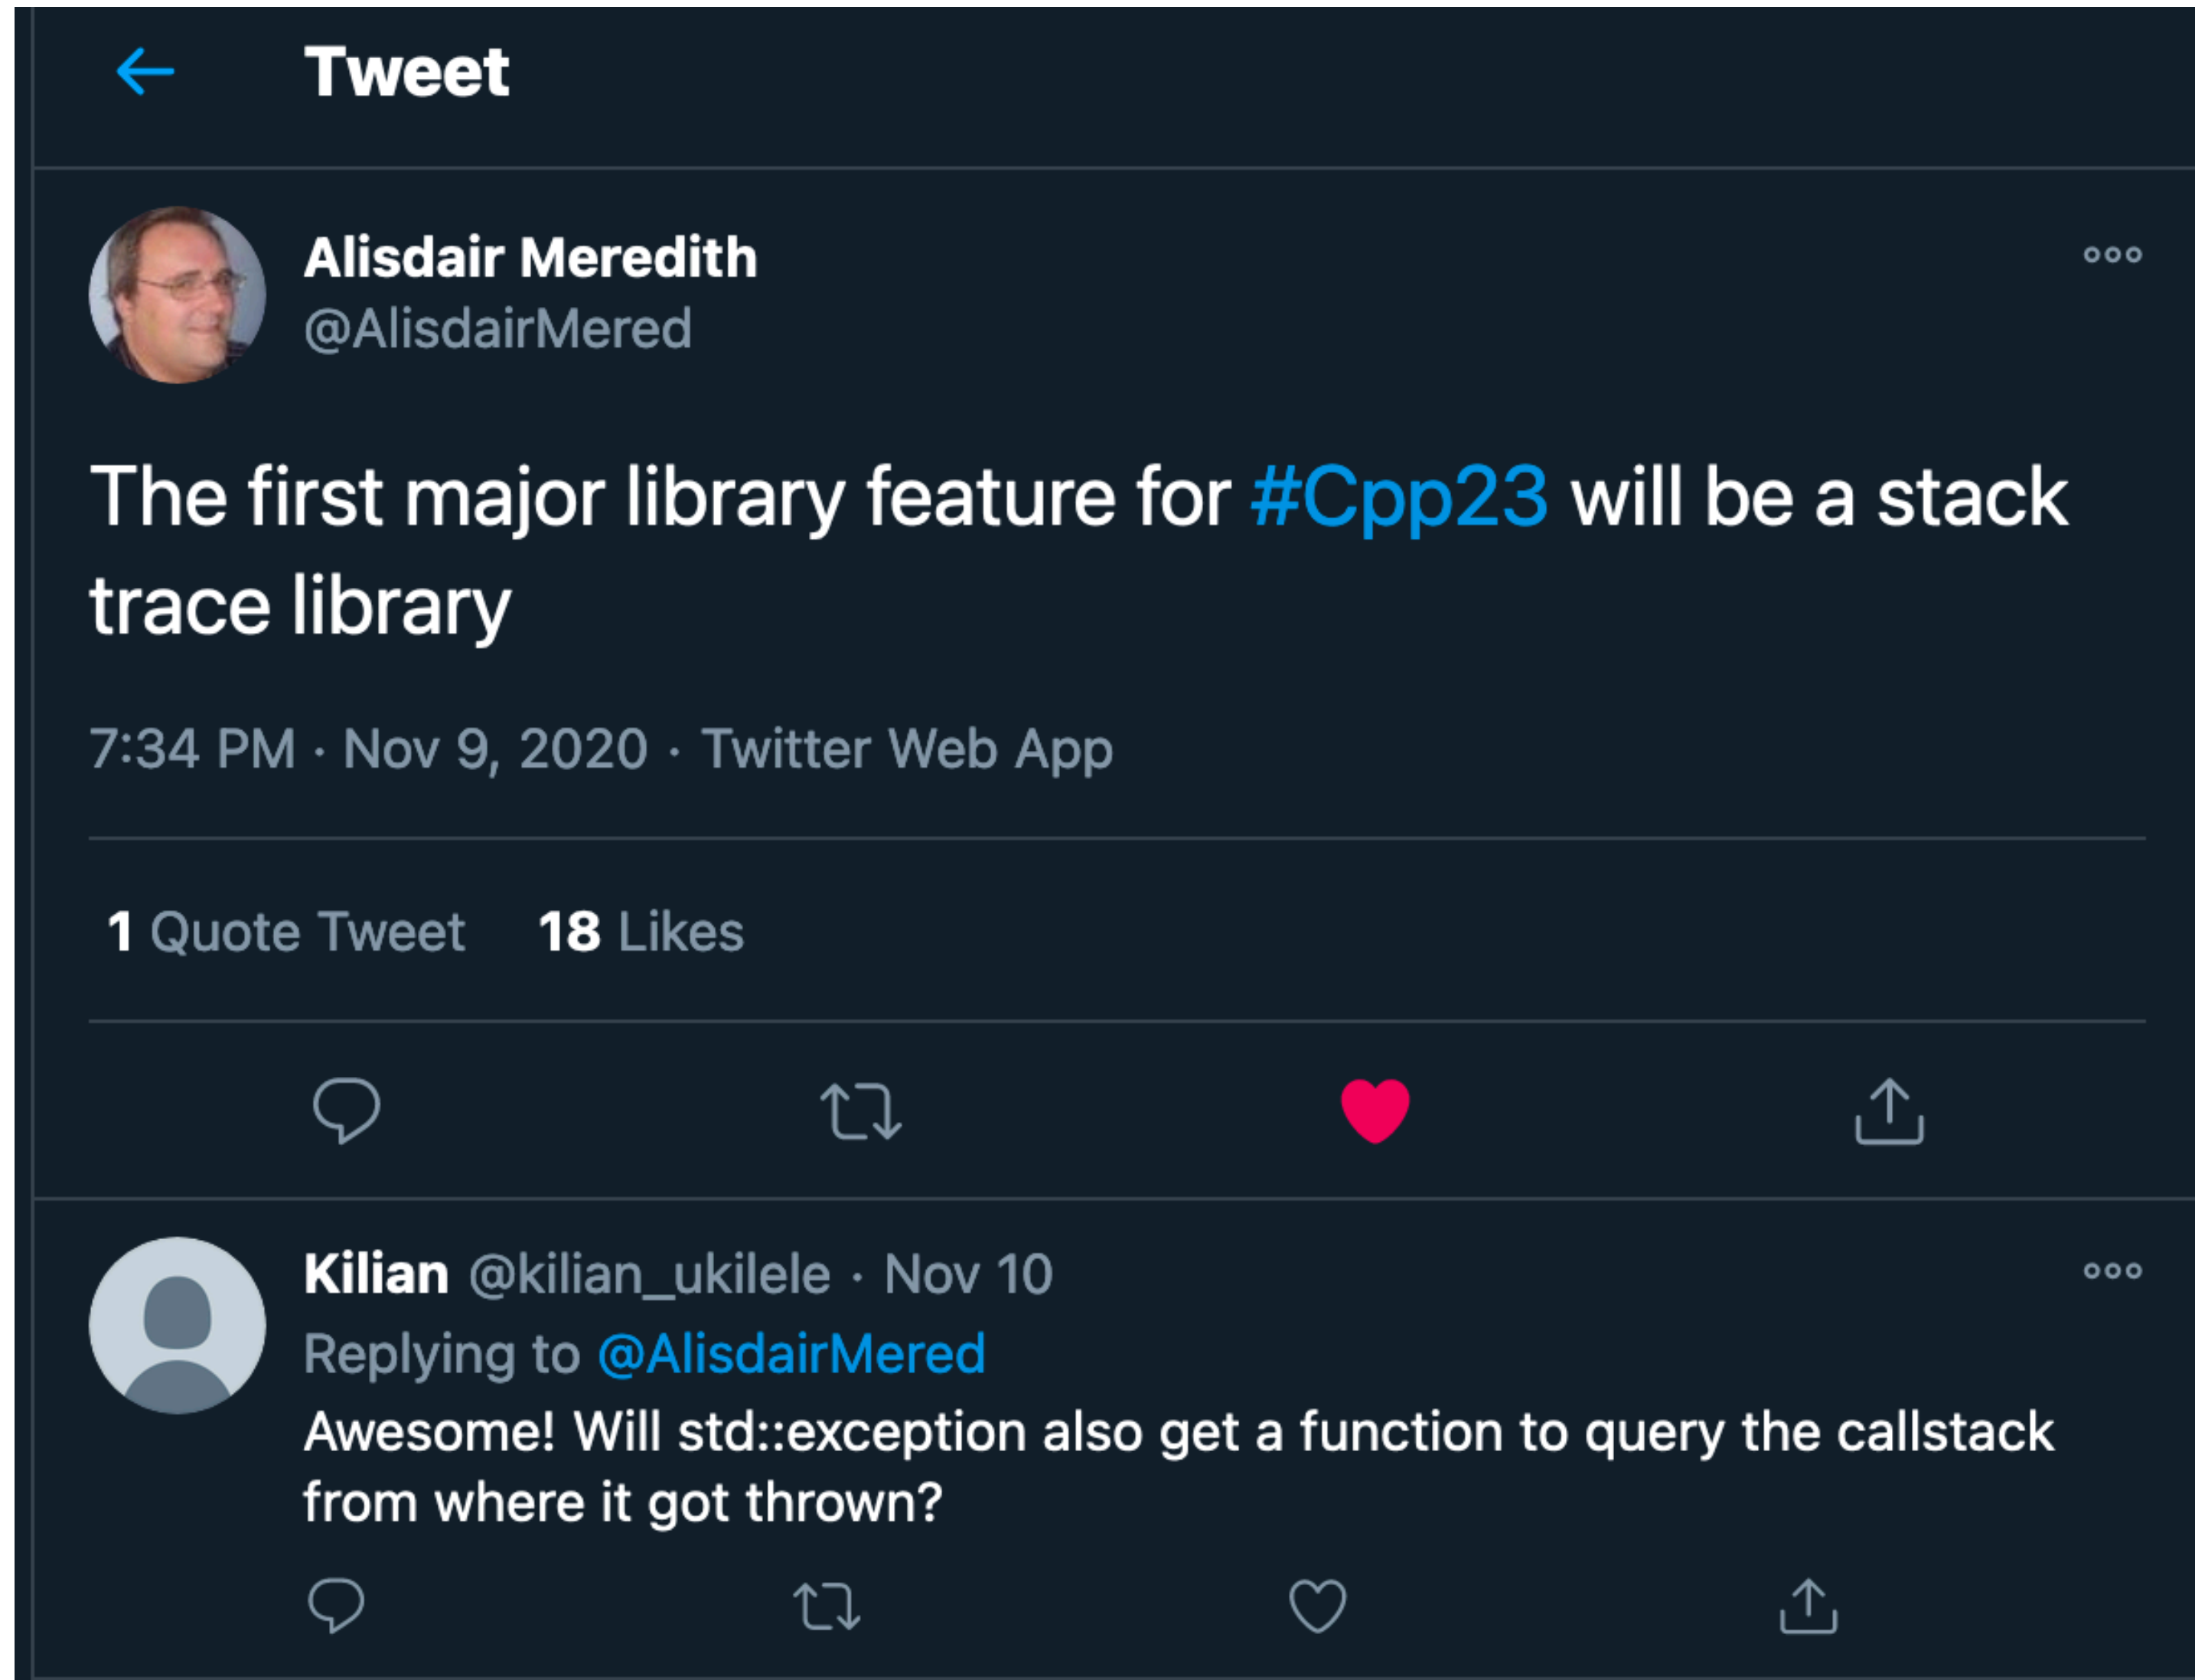 Tweet
Alisdair Meredith
@AlisdairMered
The first major library feature for #Cpp23 will be a stack
trace library
7:34 PM · Nov 9, 2020 · Twitter Web App
1 Quote Tweet 18 Likes
Kilian @kilian_ukilele · Nov 10
Replying to @AlisdairMered
Awesome! Will std::exception also get a function to query the callstack
from where it got thrown?